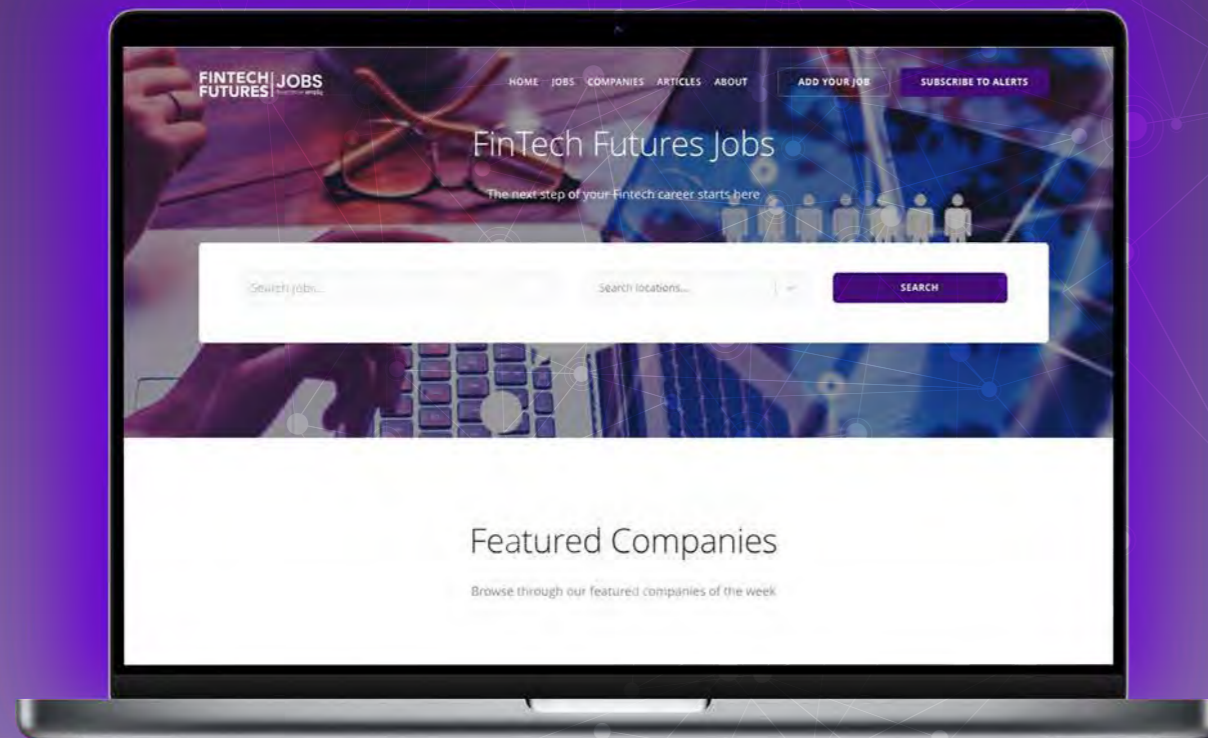 FINTECH FUTURES | JOBS
HOME JOBS COMPANIES ARTICLES ABOUT ADD YOUR JOB SUBSCRIBE TO ALERTS
FinTech Futures Jobs
The next step of your Fintech career starts here
Search jobs...
Search locations...
SEARCH
Featured Companies
Browse through our featured companies of the week